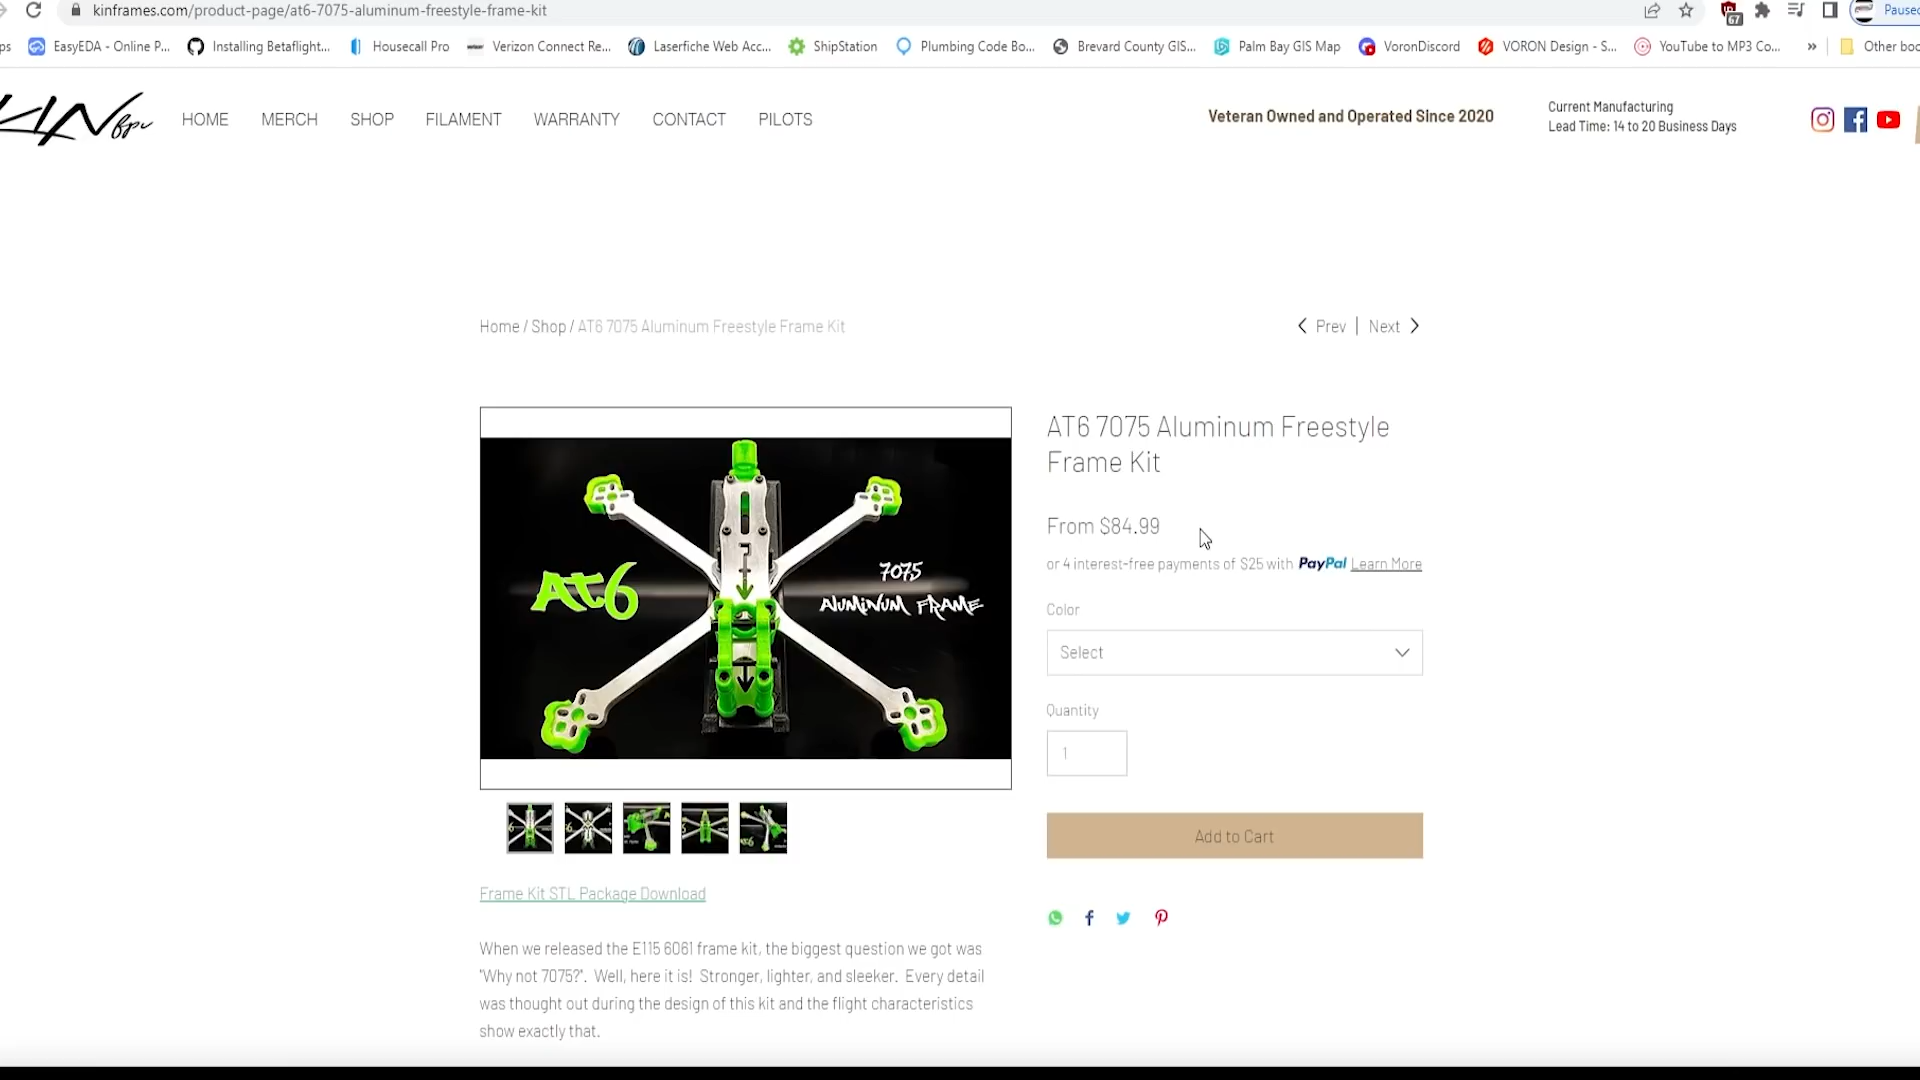 kinframes.com/product-page/at6-7075-aluminum-freestyle-frame-kit
67
Paused
ps
EasyEDA - Online P...
Installing Betaflight...
Housecall Pro
Verizon Connect Re...
Laserfiche Web Acc...
ShipStation
Plumbing Code Bo...
Brevard County GIS...
Palm Bay GIS Map
VoronDiscord
VORON Design - S...
YouTube to MP3 Co...
»
Other boo
KIN fpv
HOME
MERCH
SHOP
FILAMENT
WARRANTY
CONTACT
PILOTS
Veteran Owned and Operated Since 2020
Current Manufacturing
Lead Time: 14 to 20 Business Days
Home / Shop / AT6 7075 Aluminum Freestyle Frame Kit
Prev | Next
AT6
7075
ALUMINUM FRAME
AT6 7075 Aluminum Freestyle
Frame Kit
From $84.99
or 4 interest-free payments of $25 with PayPal Learn More
Color
Select
Quantity
1
Add to Cart
Frame Kit STL Package Download
When we released the E115 6061 frame kit, the biggest question we got was
"Why not 7075?".  Well, here it is!  Stronger, lighter, and sleeker.  Every detail
was thought out during the design of this kit and the flight characteristics
show exactly that.